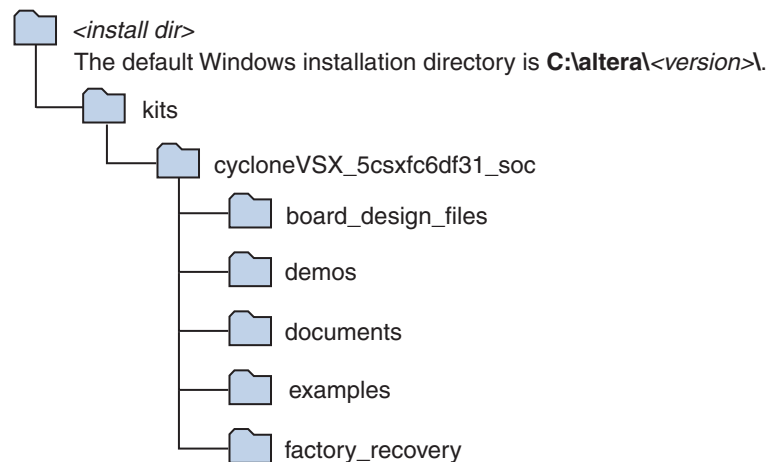 <install dir>
The default Windows installation directory is C:\altera\<version>\.
kits
cycloneVSX_5csxfc6df31_soc
board_design_files
demos
documents
examples
factory_recovery